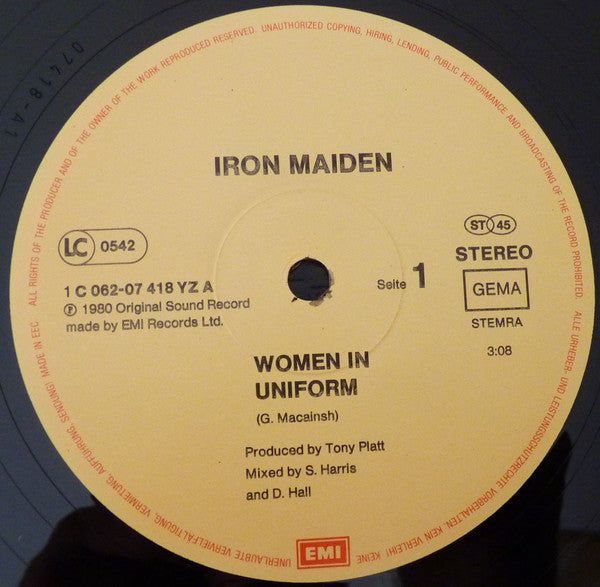 ALL RIGHTS OF THE PRODUCER AND OF THE OWNER OF THE WORK REPRODUCED RESERVED. UNAUTHORIZED COPYING, HIRING, LENDING, PUBLIC PERFORMANCE AND BROADCASTING OF THE RECORD PROHIBITED. ALLE URHEBER- UND LEISTUNGSSCHUTZRECHTE VORBEHALTEN. KEIN VERLEIH! KEINE UNERLAUBTE VERVIELFÄLTIGUNG, VERMIETUNG, AUFFÜHRUNG, SENDUNG! MADE IN EEC
07418-A1
IRON MAIDEN
LC 0542
ST 45
STEREO
1 C 062-07 418 YZ A
Seite 1
GEMA
℗ 1980 Original Sound Record
made by EMI Records Ltd.
STEMRA
3:08
WOMEN IN
UNIFORM
(G. Macainsh)
Produced by Tony Platt
Mixed by S. Harris
and D. Hall
EMI